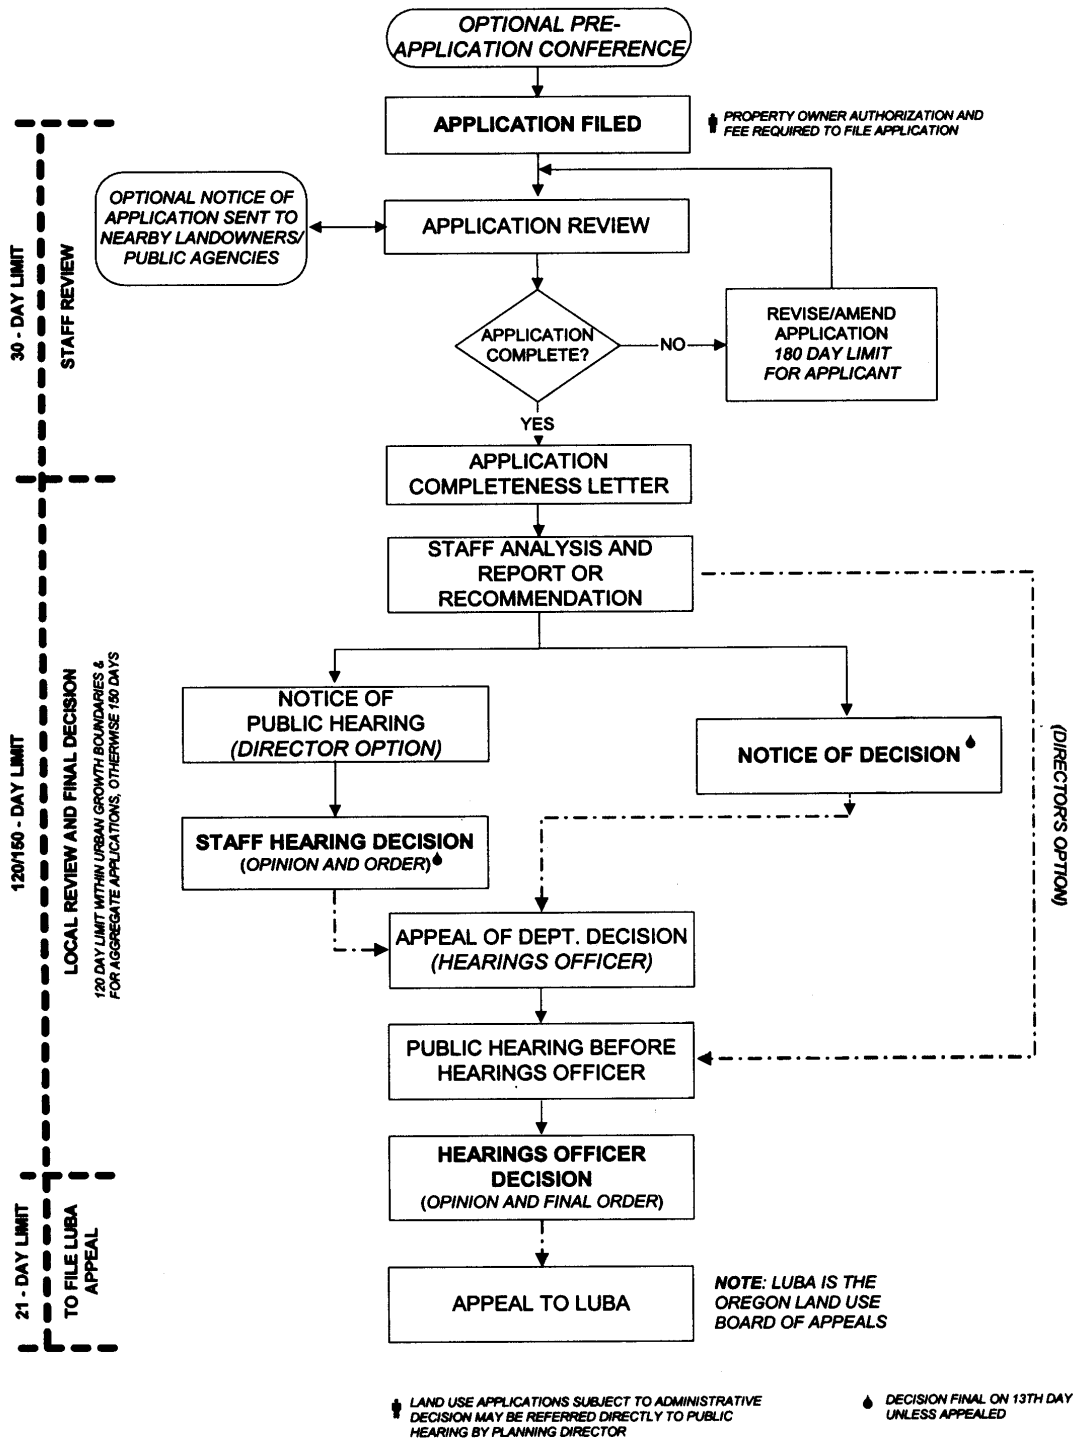 OPTIONAL PRE-
APPLICATION CONFERENCE
APPLICATION FILED
PROPERTY OWNER AUTHORIZATION AND
FEE REQUIRED TO FILE APPLICATION
OPTIONAL NOTICE OF
APPLICATION SENT TO
NEARBY LANDOWNERS/
PUBLIC AGENCIES
APPLICATION REVIEW
30 - DAY LIMIT
STAFF REVIEW
APPLICATION
COMPLETE?
NO
REVISE/AMEND
APPLICATION
180 DAY LIMIT
FOR APPLICANT
YES
APPLICATION
COMPLETENESS LETTER
STAFF ANALYSIS AND
REPORT OR
RECOMMENDATION
120/150 - DAY LIMIT
LOCAL REVIEW AND FINAL DECISION
120 DAY LIMIT WITHIN URBAN GROWTH BOUNDARIES &
FOR AGGREGATE APPLICATIONS, OTHERWISE 150 DAYS
NOTICE OF
PUBLIC HEARING
(DIRECTOR OPTION)
NOTICE OF DECISION
(DIRECTOR'S OPTION)
STAFF HEARING DECISION
(OPINION AND ORDER)
APPEAL OF DEPT. DECISION
(HEARINGS OFFICER)
PUBLIC HEARING BEFORE
HEARINGS OFFICER
HEARINGS OFFICER
DECISION
(OPINION AND FINAL ORDER)
21 - DAY LIMIT
TO FILE LUBA
APPEAL
APPEAL TO LUBA
NOTE: LUBA IS THE
OREGON LAND USE
BOARD OF APPEALS
LAND USE APPLICATIONS SUBJECT TO ADMINISTRATIVE
DECISION MAY BE REFERRED DIRECTLY TO PUBLIC
HEARING BY PLANNING DIRECTOR
DECISION FINAL ON 13TH DAY
UNLESS APPEALED